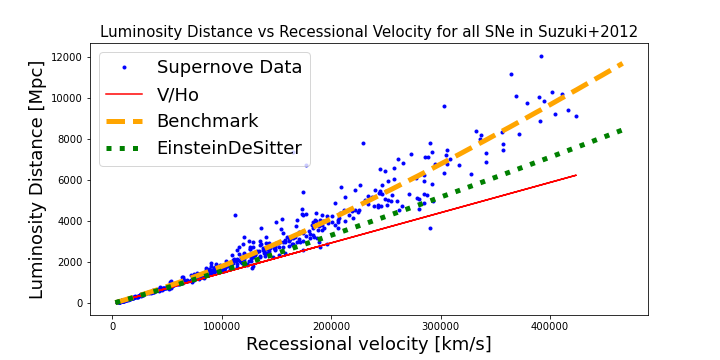 Luminosity Distance vs Recessional Velocity for all SNe in Suzuki+2012
Luminosity Distance [Mpc]
12000
10000
8000
6000
4000
2000
0
Supernove Data
V/Ho
Benchmark
EinsteinDeSitter
0 100000 200000 300000 400000
Recessional velocity [km/s]